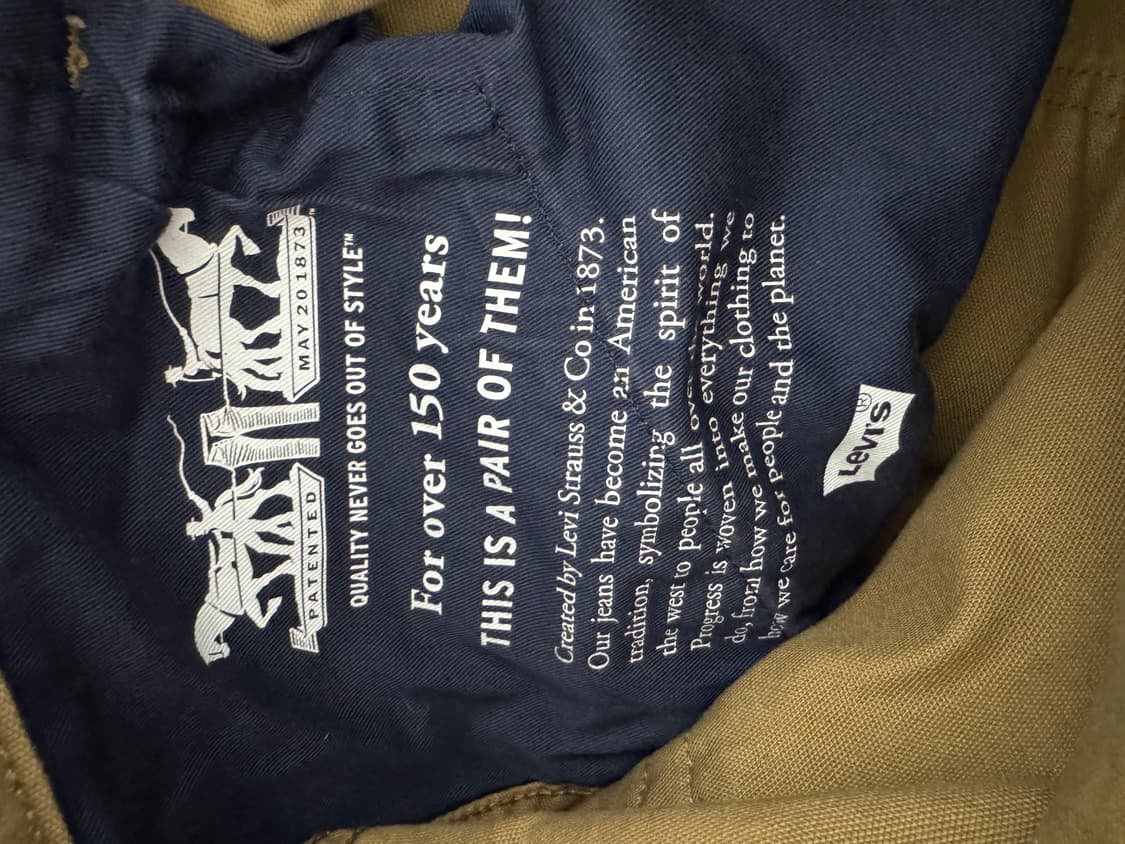 PATENTED MAY 20 1873™
QUALITY NEVER GOES OUT OF STYLE™
For over 150 years
THIS IS A PAIR OF THEM!
Created by Levi Strauss & Co in 1873.
Our jeans have become an American
tradition, symbolizing the spirit of
the west to people all over world.
Progress is woven into everything we
do, from how we make our clothing to
how we care for people and the planet.
Levi's®